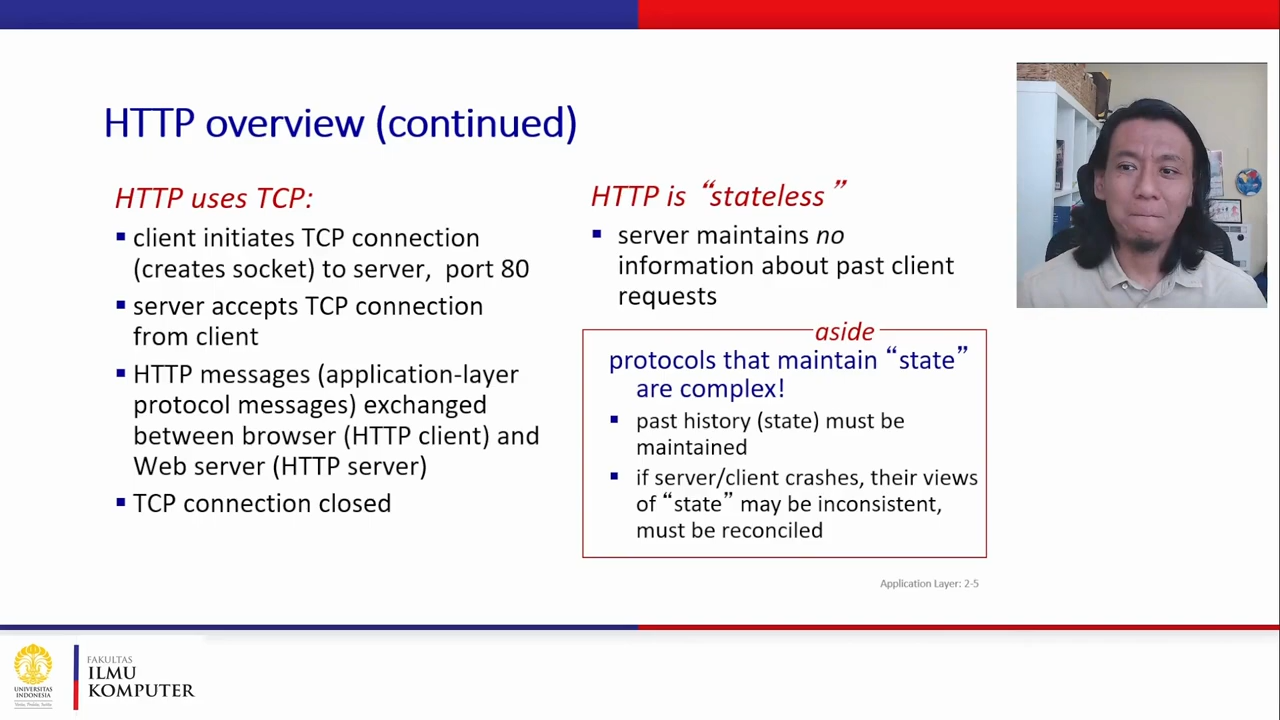 HTTP overview (continued)
HTTP uses TCP:
▪ client initiates TCP connection
(creates socket) to server, port 80
▪ server accepts TCP connection
from client
▪ HTTP messages (application-layer
protocol messages) exchanged
between browser (HTTP client) and
Web server (HTTP server)
▪ TCP connection closed
HTTP is “stateless”
▪ server maintains no
information about past client
requests
aside
protocols that maintain “state”
are complex!
▪ past history (state) must be
maintained
▪ if server/client crashes, their views
of “state” may be inconsistent,
must be reconciled
Application Layer: 2-5
UNIVERSITAS
INDONESIA
FAKULTAS
ILMU
KOMPUTER